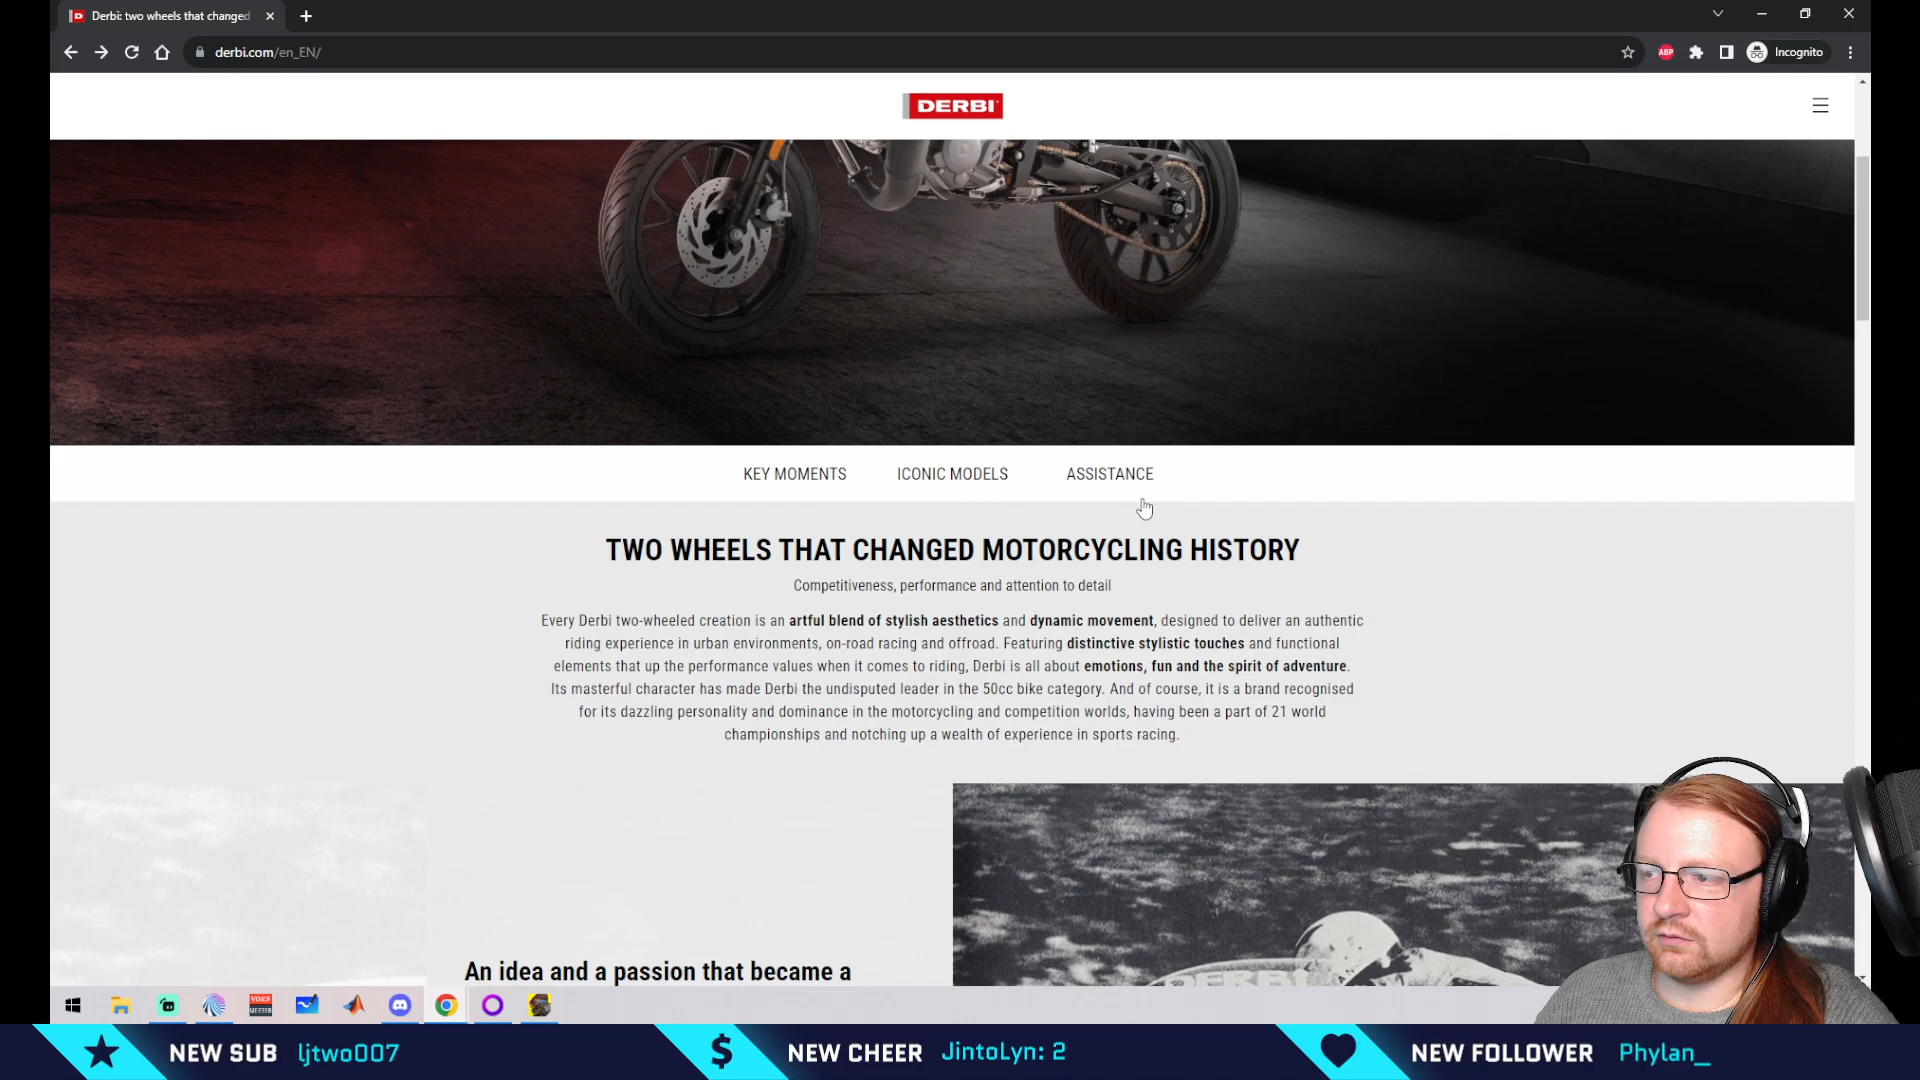 Derbi: two wheels that changed
derbi.com/en_EN/
ABP
Incognito
DERBI
KEY MOMENTS ICONIC MODELS ASSISTANCE
TWO WHEELS THAT CHANGED MOTORCYCLING HISTORY
Competitiveness, performance and attention to detail
Every Derbi two-wheeled creation is an artful blend of stylish aesthetics and dynamic movement, designed to deliver an authentic
riding experience in urban environments, on-road racing and offroad. Featuring distinctive stylistic touches and functional
elements that up the performance values when it comes to riding, Derbi is all about emotions, fun and the spirit of adventure.
Its masterful character has made Derbi the undisputed leader in the 50cc bike category. And of course, it is a brand recognised
for its dazzling personality and dominance in the motorcycling and competition worlds, having been a part of 21 world
championships and notching up a wealth of experience in sports racing.
An idea and a passion that became a
DERBI
VOICE
MEETER
NEW SUB ljtwo007
$ NEW CHEER JintoLyn: 2
NEW FOLLOWER Phylan_